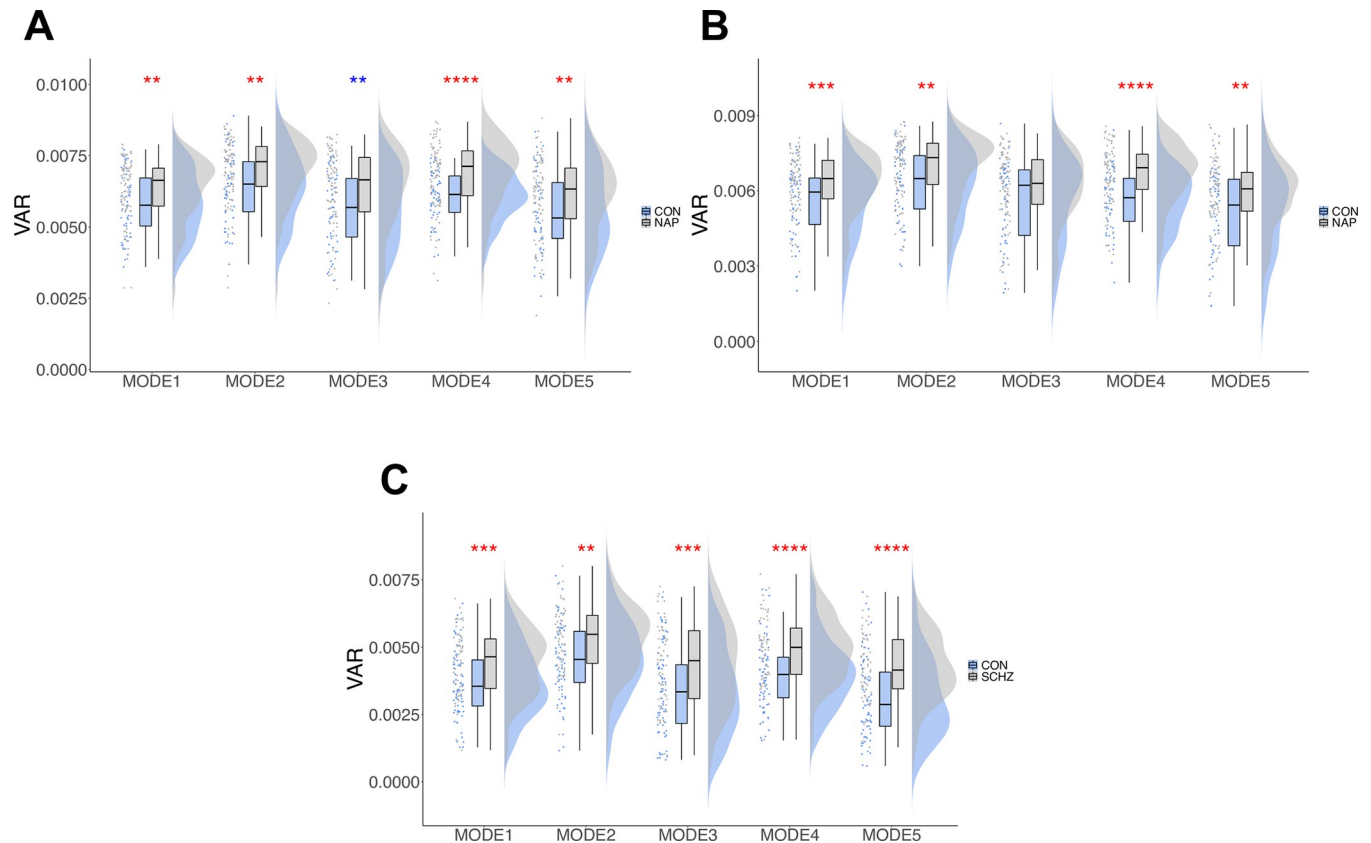 A
B
** ** ** **** **
*** ** **** **
0.0100
0.0075
0.0050
0.0025
0.0000
VAR
CON
NAP
MODE1 MODE2 MODE3 MODE4 MODE5
0.009
0.006
0.003
0.000
VAR
CON
NAP
MODE1 MODE2 MODE3 MODE4 MODE5
C
*** ** *** **** ****
0.0075
0.0050
0.0025
0.0000
VAR
CON
SCHZ
MODE1 MODE2 MODE3 MODE4 MODE5